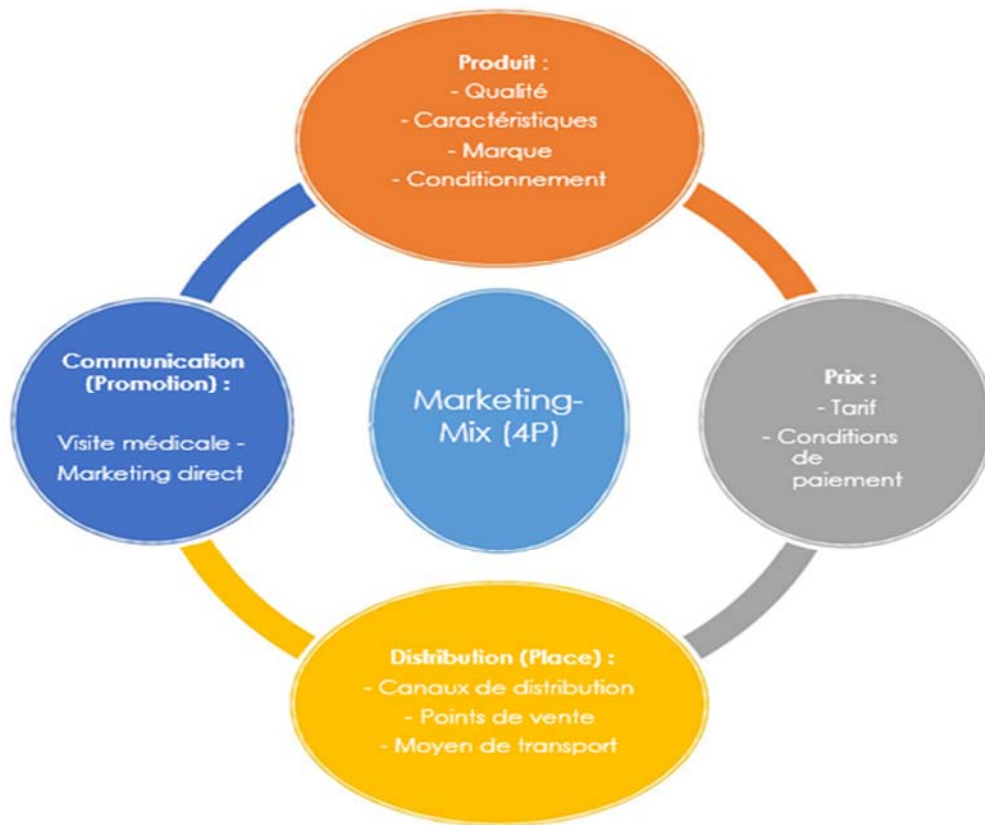 Produit :
- Qualité
- Caractéristiques
- Marque
- Conditionnement
Communication
(Promotion) :
Visite médicale -
Marketing direct
Marketing-
Mix (4P)
Prix :
- Tarif
- Conditions
de
paiement
Distribution (Place) :
- Canaux de distribution
- Points de vente
- Moyen de transport